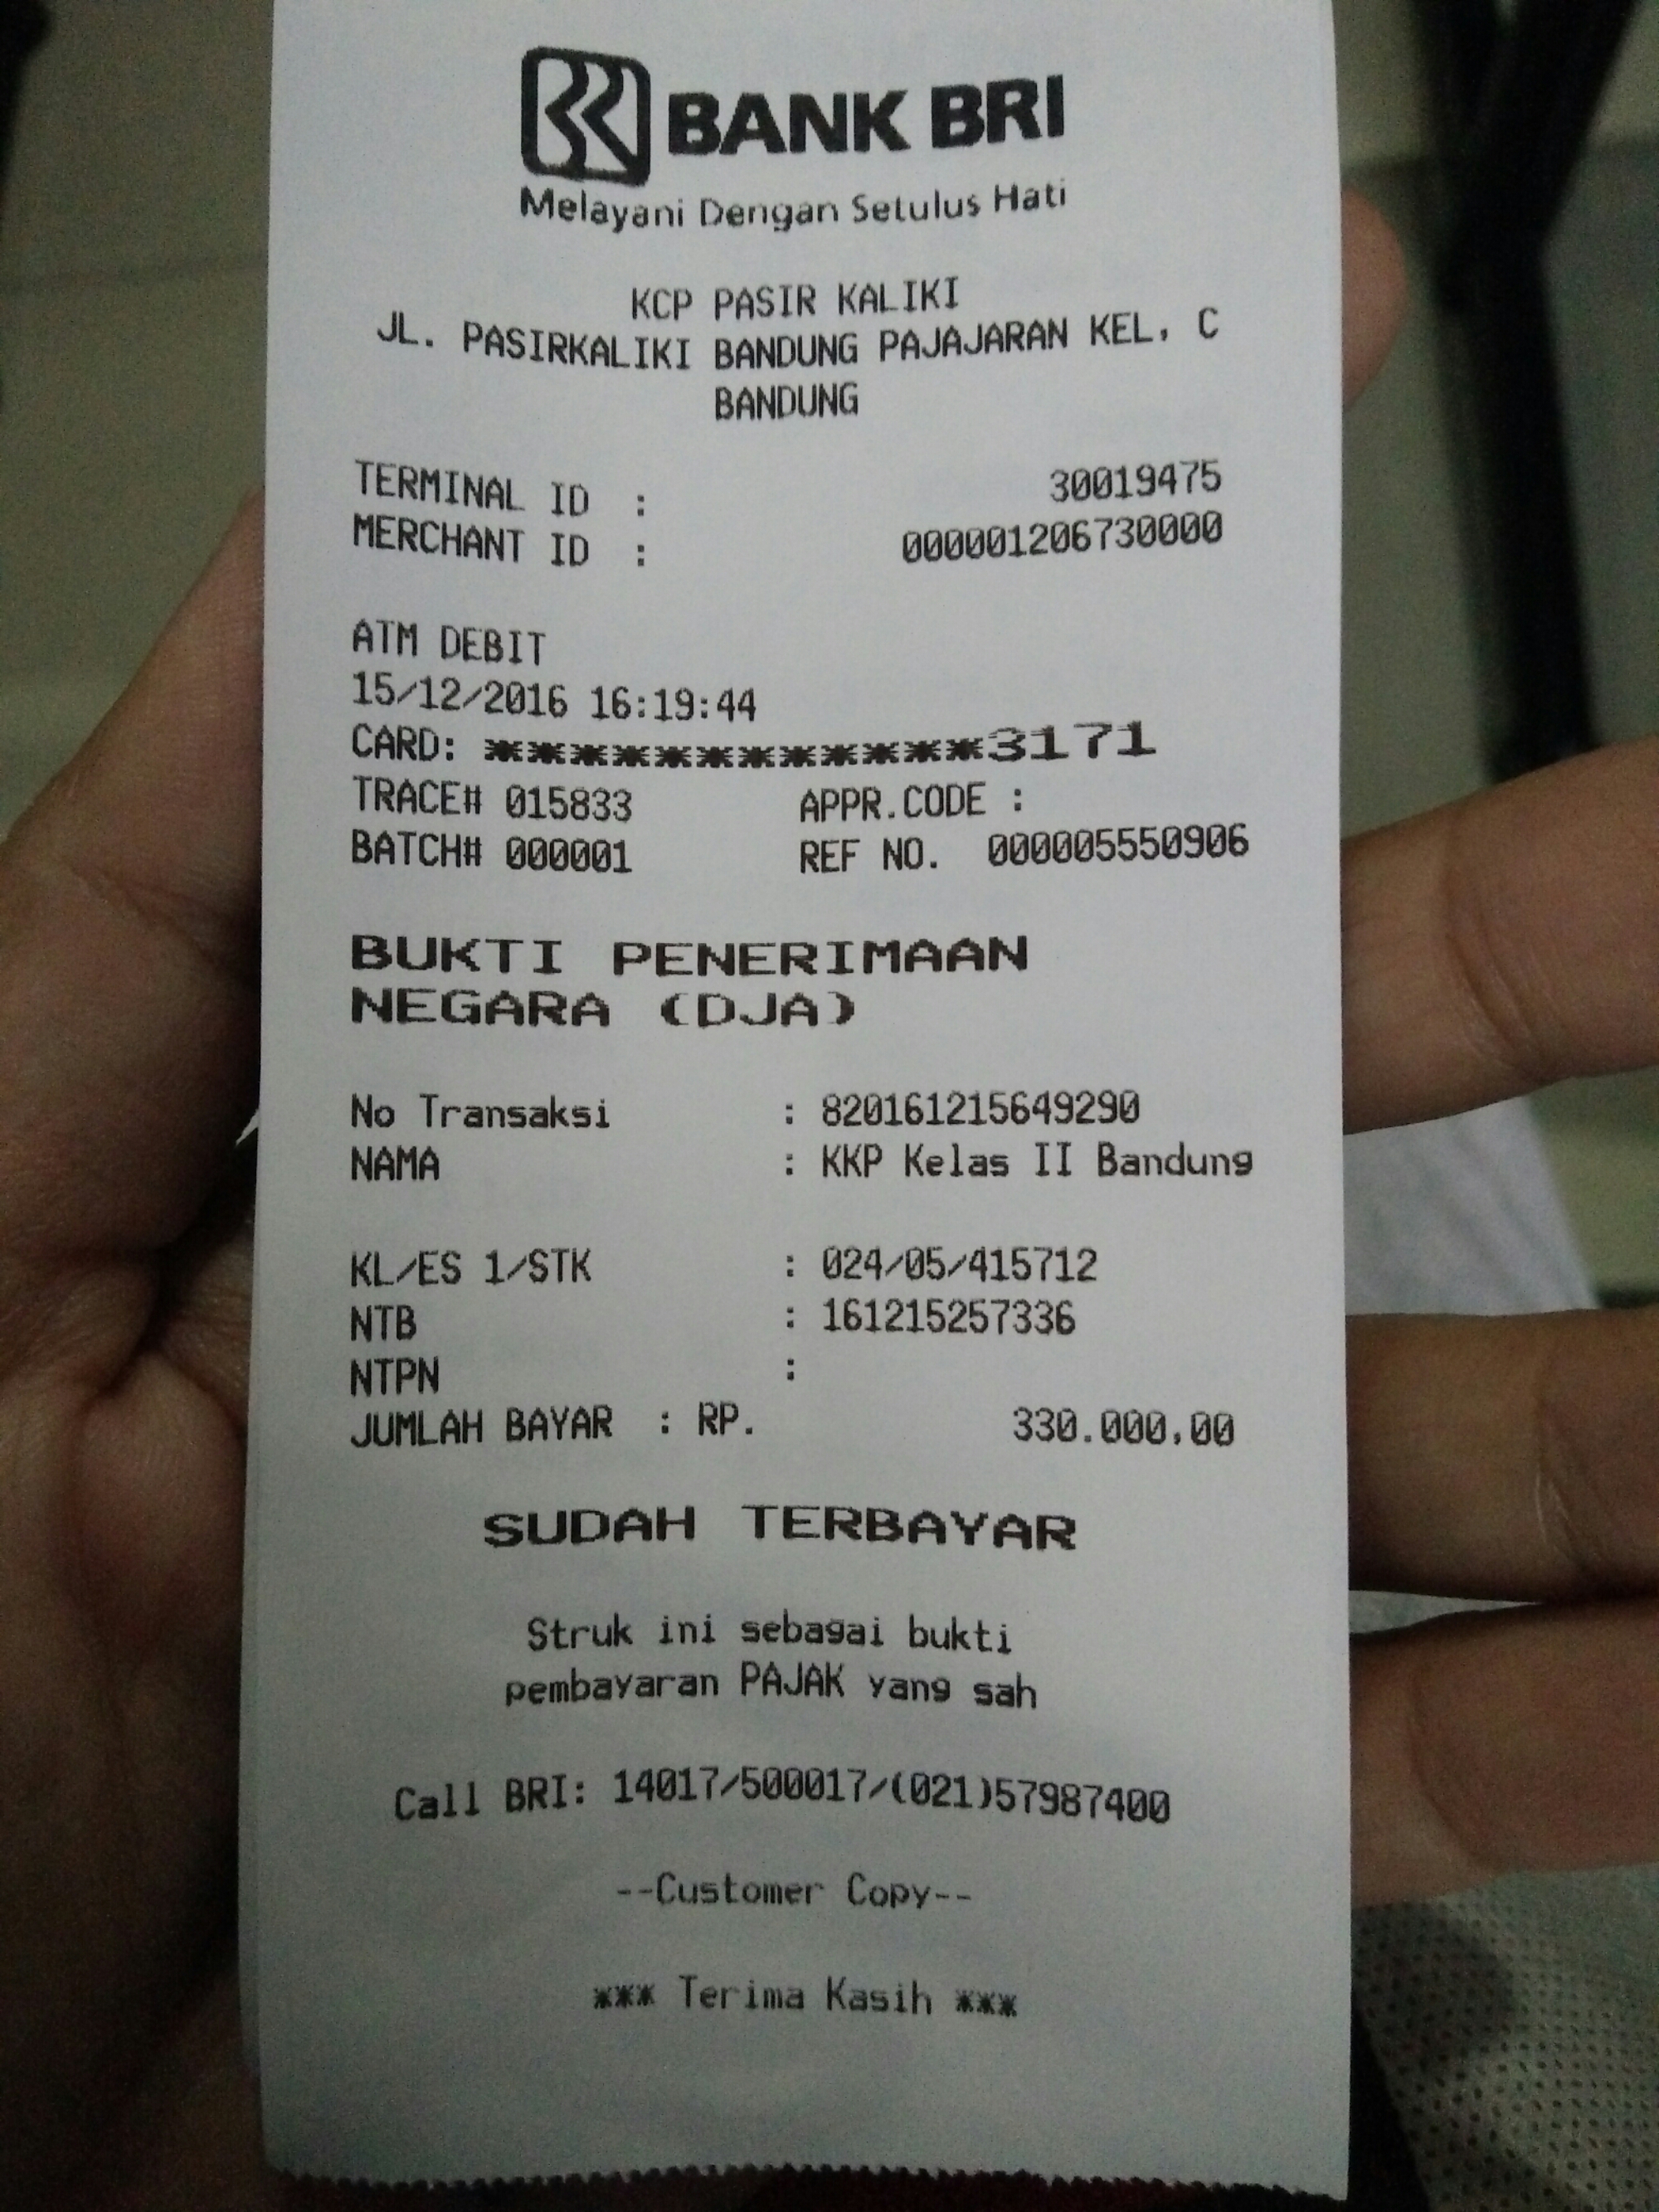 BANK BRI
Melayani Dengan Setulus Hati
KCP PASIR KALIKI
JL. PASIRKALIKI BANDUNG PAJAJARAN KEL, C
BANDUNG
TERMINAL ID : 30019475
MERCHANT ID : 000001206730000
ATM DEBIT
15/12/2016 16:19:44
CARD: ************3171
TRACE# 015833 APPR.CODE :
BATCH# 000001 REF NO. 000005550906
BUKTI PENERIMAAN
NEGARA (DJA)
No Transaksi : 820161215649290
NAMA : KKP Kelas II Bandung
KL/ES 1/STK : 024/05/415712
NTB : 161215257336
NTPN :
JUMLAH BAYAR : RP. 330.000,00
SUDAH TERBAYAR
Struk ini sebagai bukti
pembayaran PAJAK yang sah
Call BRI: 14017/500017/(021)57987400
--Customer Copy--
*** Terima Kasih ***